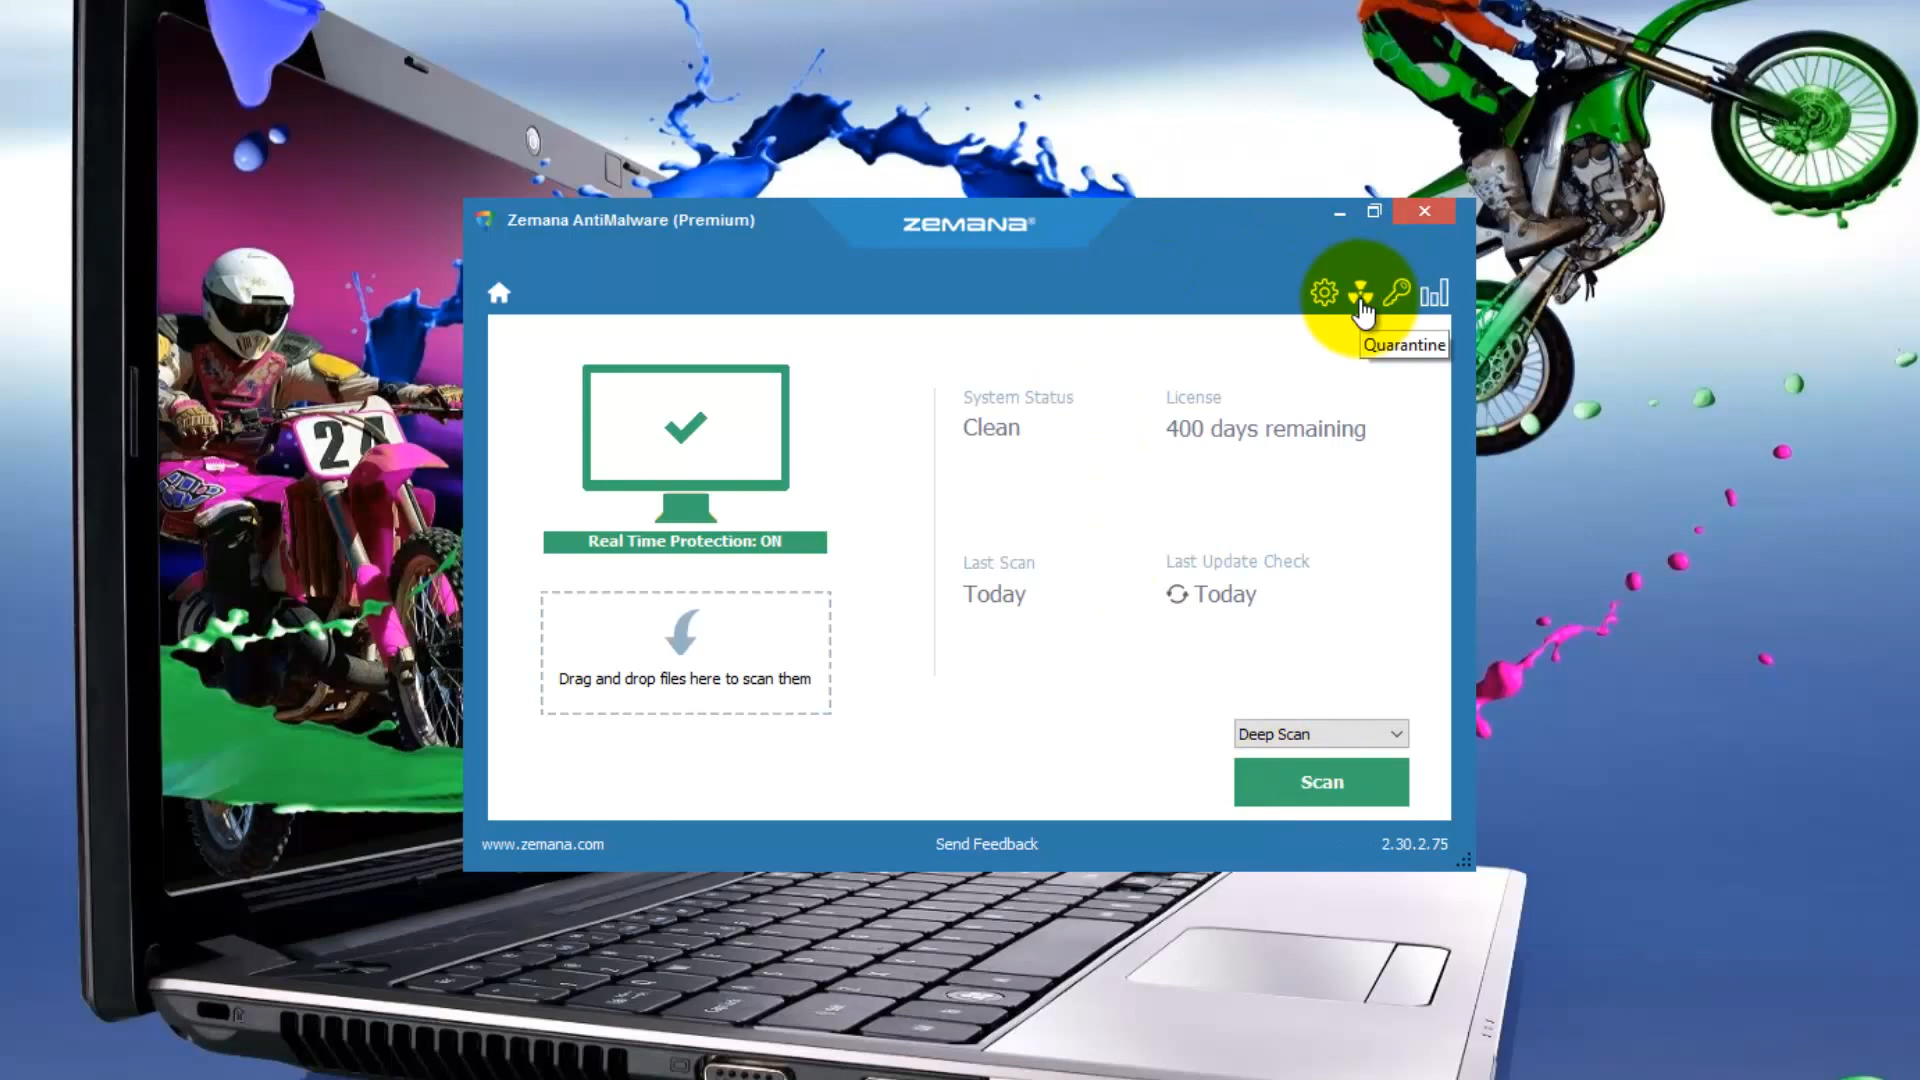 Zemana AntiMalware (Premium)
ZEMANA®
Quarantine
System Status
Clean
License
400 days remaining
Real Time Protection: ON
Last Scan
Today
Last Update Check
Today
Drag and drop files here to scan them
Deep Scan
Scan
www.zemana.com
Send Feedback
2.30.2.75